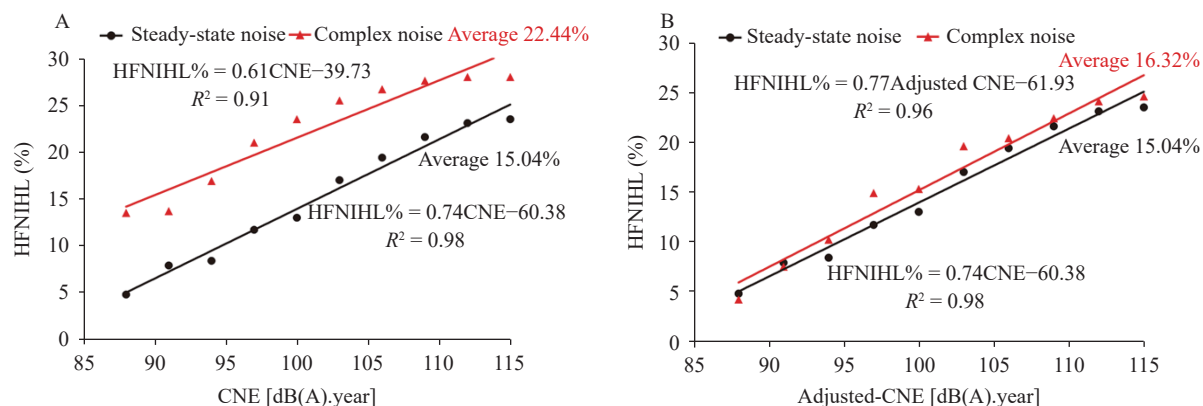 A
Steady-state noise Complex noise Average 22.44%
HFNIHL% = 0.61CNE−39.73
R² = 0.91
Average 15.04%
HFNIHL% = 0.74CNE−60.38
R² = 0.98
HFNIHL (%)
30
25
20
15
10
5
0
85 90 95 100 105 110 115
CNE [dB(A).year]
B
Steady-state noise Complex noise
Average 16.32%
HFNIHL% = 0.77Adjusted CNE−61.93
R² = 0.96
Average 15.04%
HFNIHL% = 0.74CNE−60.38
R² = 0.98
HFNIHL (%)
30
25
20
15
10
5
0
85 90 95 100 105 110 115
Adjusted-CNE [dB(A).year]